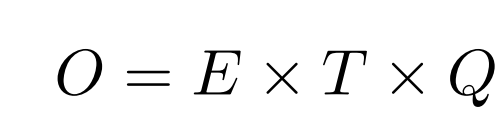 O = E × T × Q